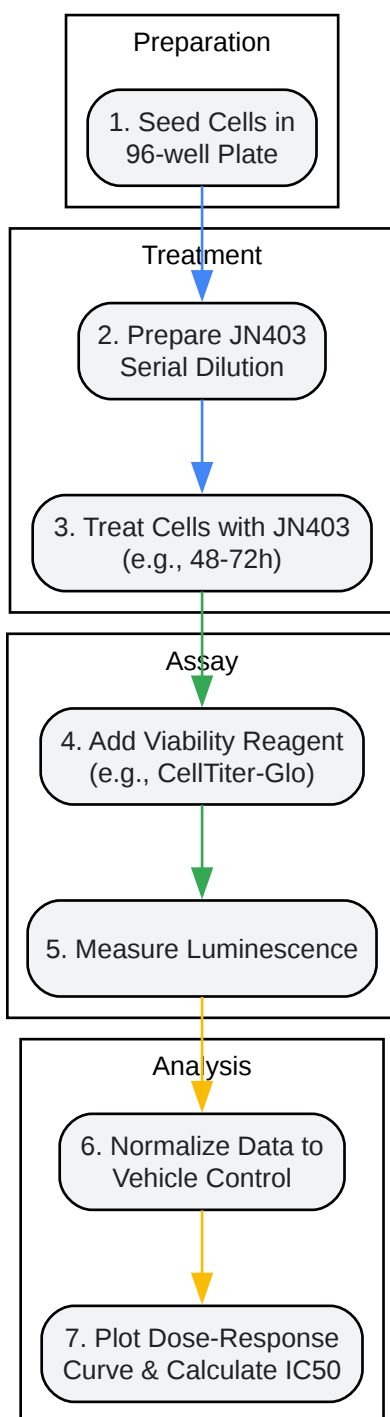 Preparation
1. Seed Cells in
96-well Plate
Treatment
2. Prepare JN403
Serial Dilution
3. Treat Cells with JN403
(e.g., 48-72h)
Assay
4. Add Viability Reagent
(e.g., CellTiter-Glo)
5. Measure Luminescence
Analysis
6. Normalize Data to
Vehicle Control
7. Plot Dose-Response
Curve & Calculate IC50